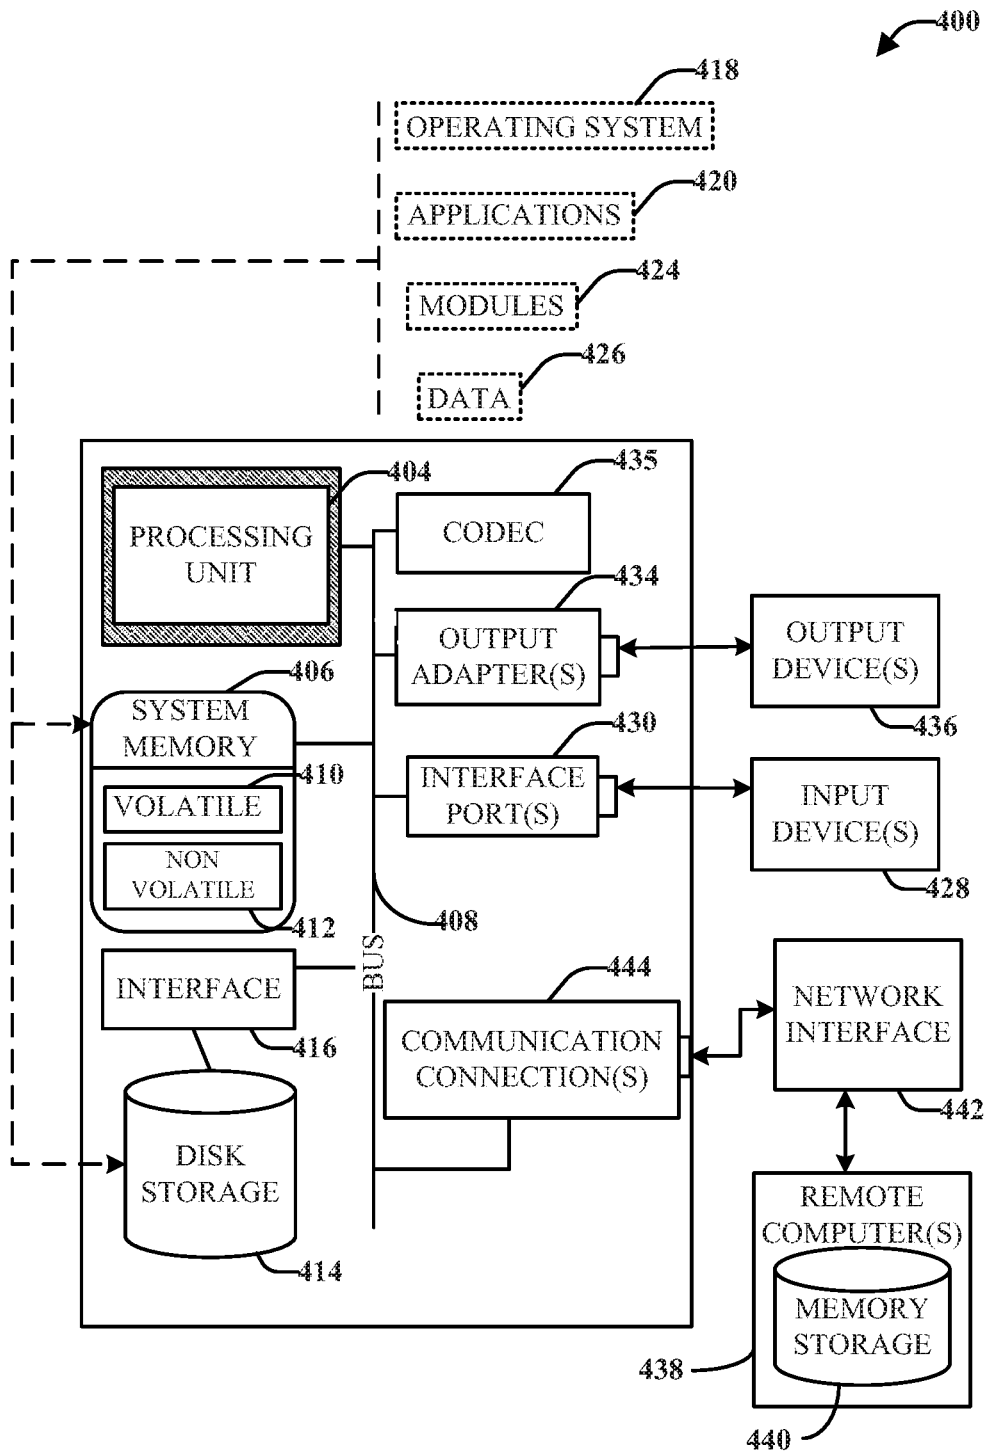 400
418
OPERATING SYSTEM
420
APPLICATIONS
424
MODULES
426
DATA
404
PROCESSING
UNIT
435
CODEC
434
OUTPUT
ADAPTER(S)
OUTPUT
DEVICE(S)
436
406
SYSTEM
MEMORY
410
VOLATILE
NON
VOLATILE
412
430
INTERFACE
PORT(S)
INPUT
DEVICE(S)
428
408
BUS
INTERFACE
416
444
COMMUNICATION
CONNECTION(S)
NETWORK
INTERFACE
442
DISK
STORAGE
414
REMOTE
COMPUTER(S)
MEMORY
STORAGE
438
440